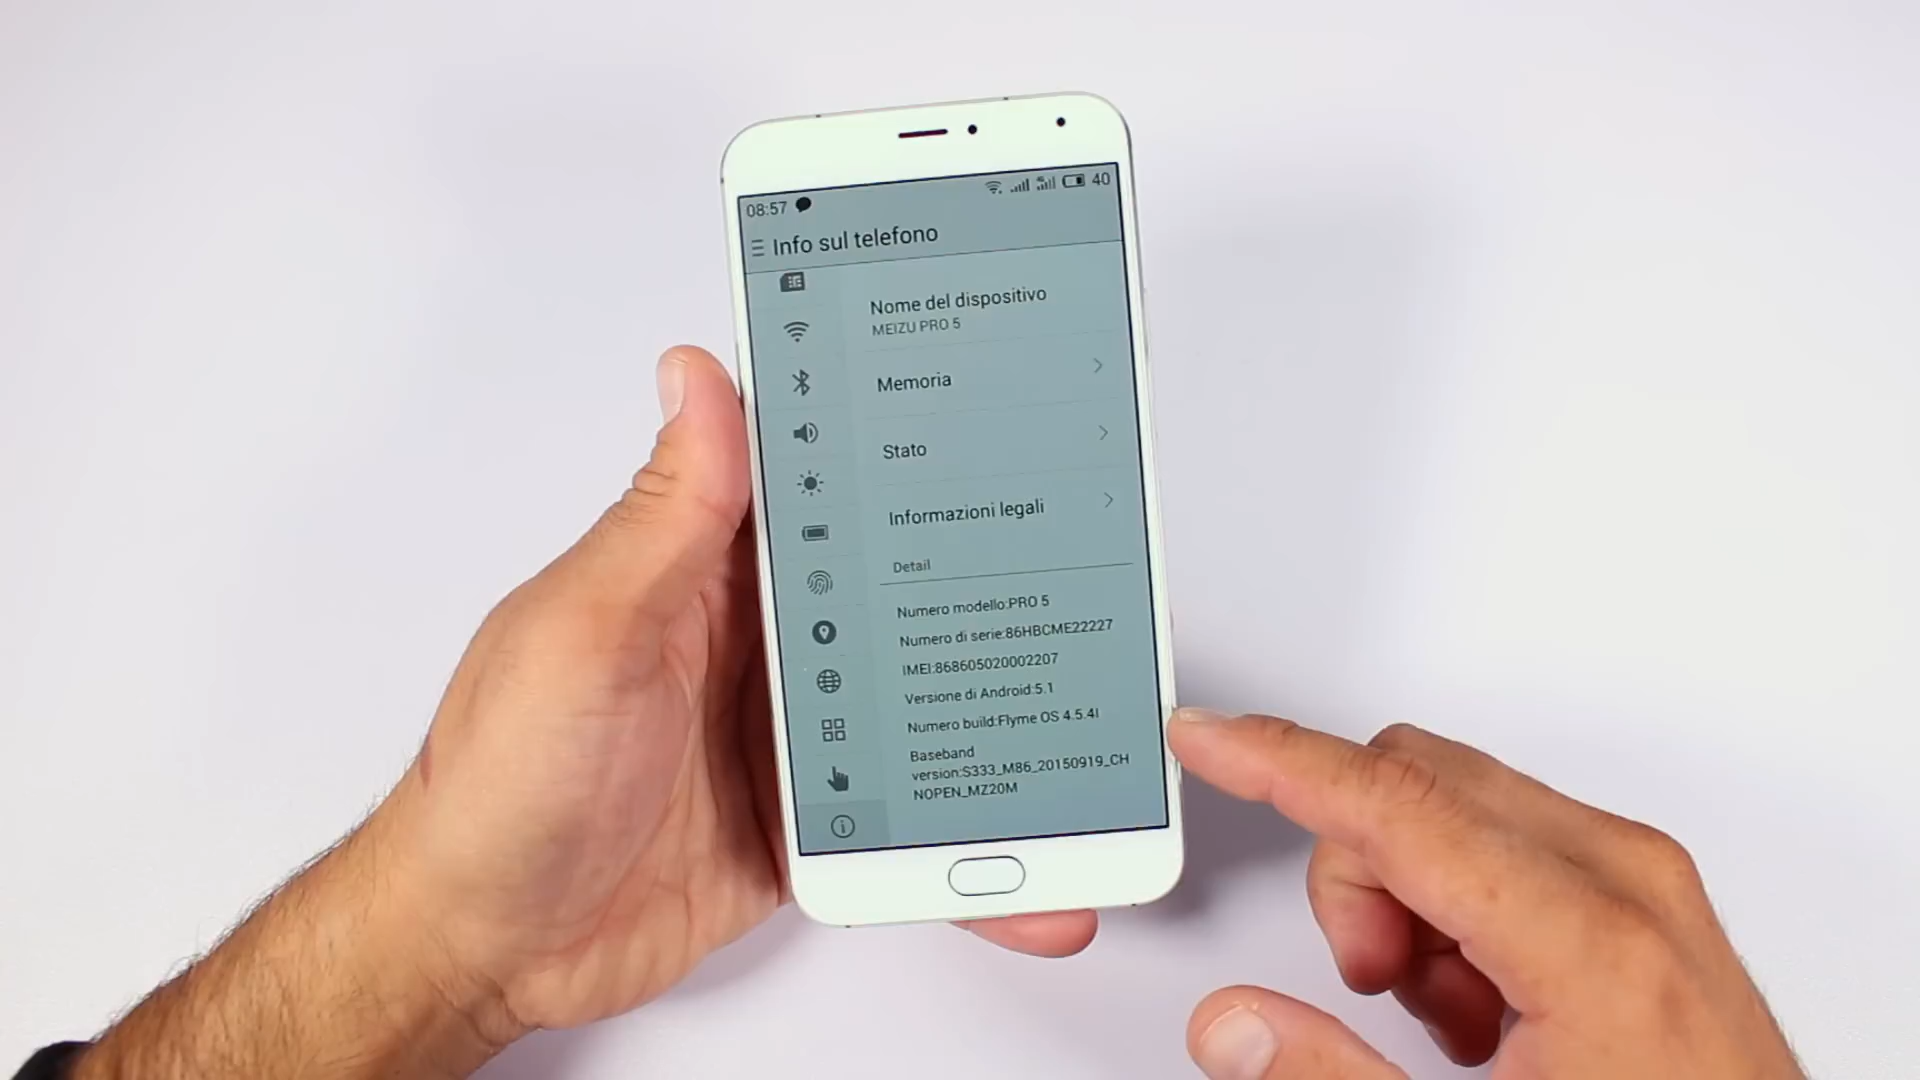 08:57
40
Info sul telefono
Nome del dispositivo
MEIZU PRO 5
Memoria
Stato
Informazioni legali
Detail
Numero modello:PRO 5
Numero di serie:86HBCME22227
IMEI:868605020002207
Versione di Android:5.1
Numero build:Flyme OS 4.5.4I
Baseband
version:S333_M86_20150919_CH
NOPEN_MZ20M